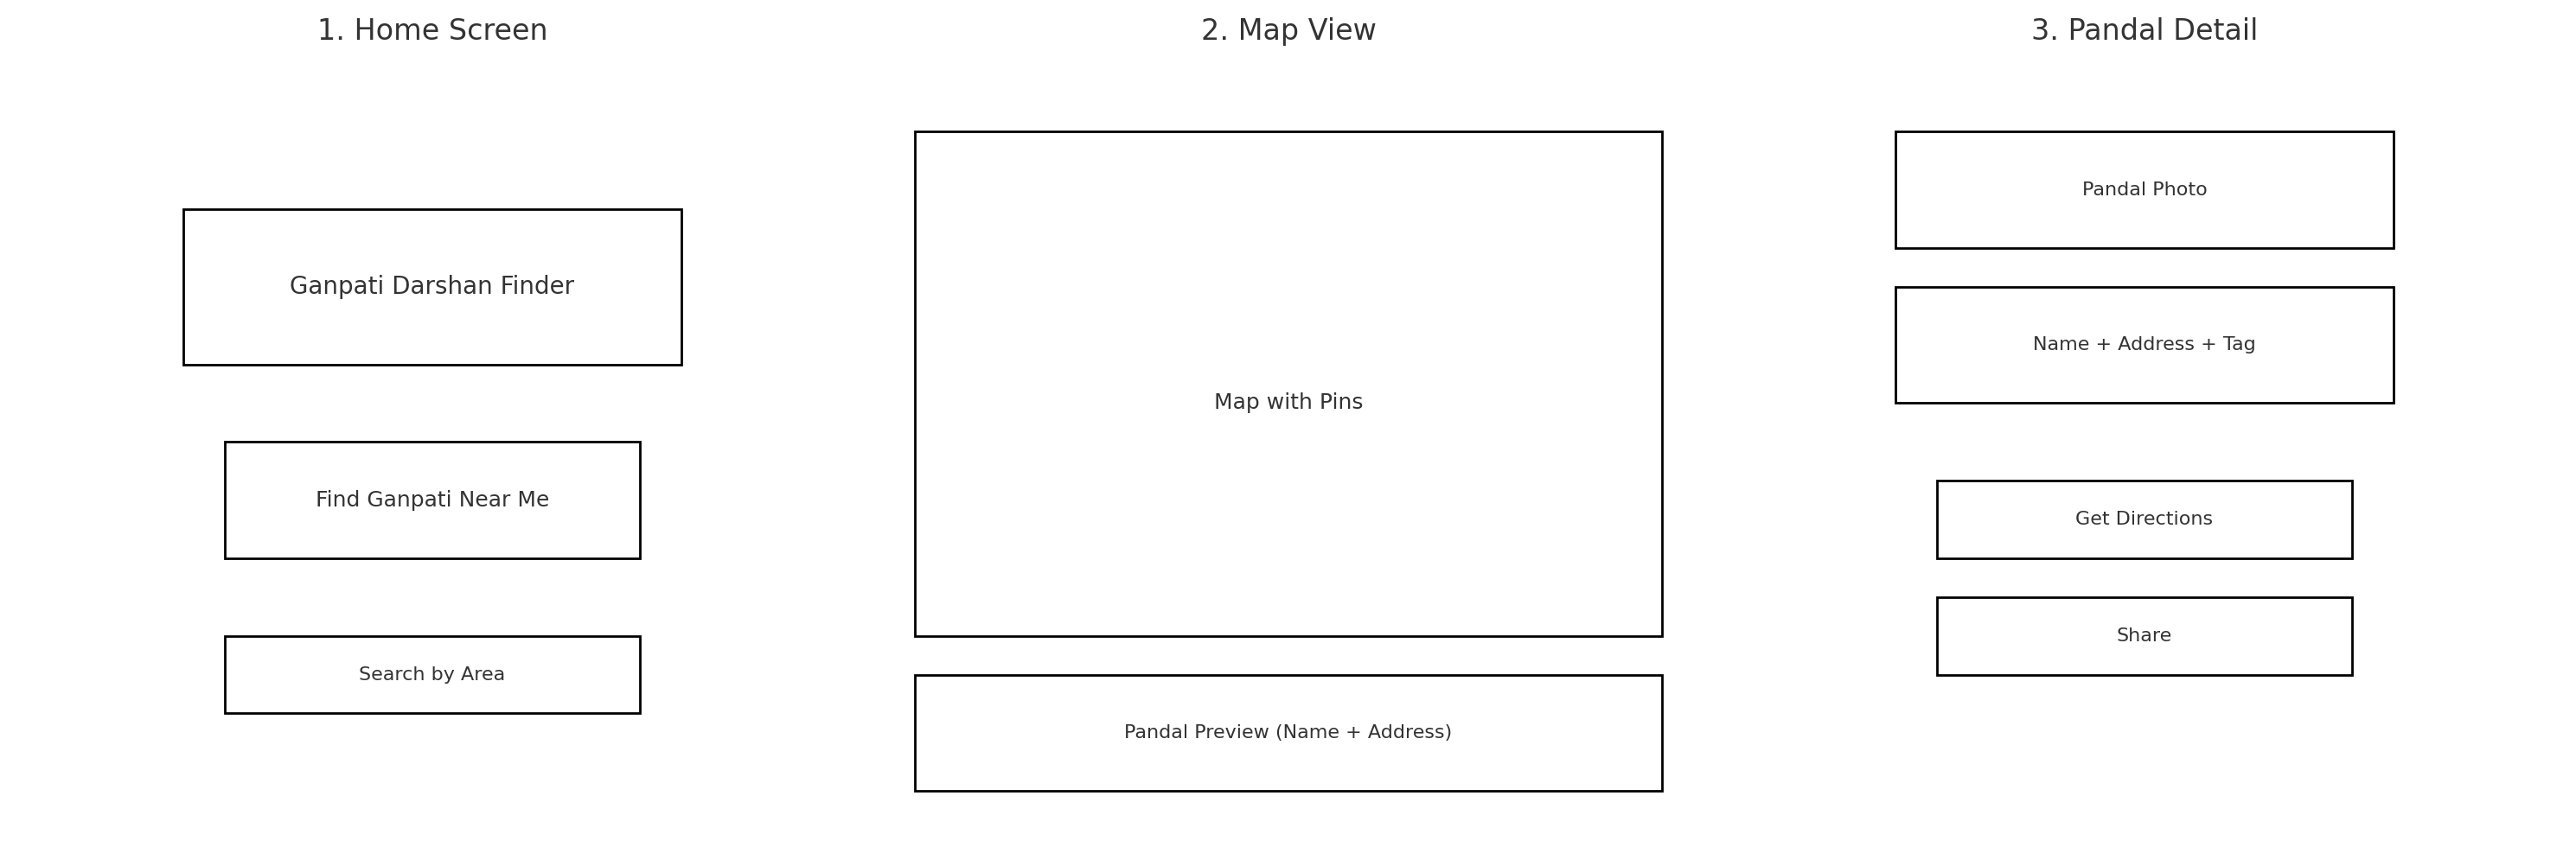 1. Home Screen
Ganpati Darshan Finder
Find Ganpati Near Me
Search by Area
2. Map View
Map with Pins
Pandal Preview (Name + Address)
3. Pandal Detail
Pandal Photo
Name + Address + Tag
Get Directions
Share